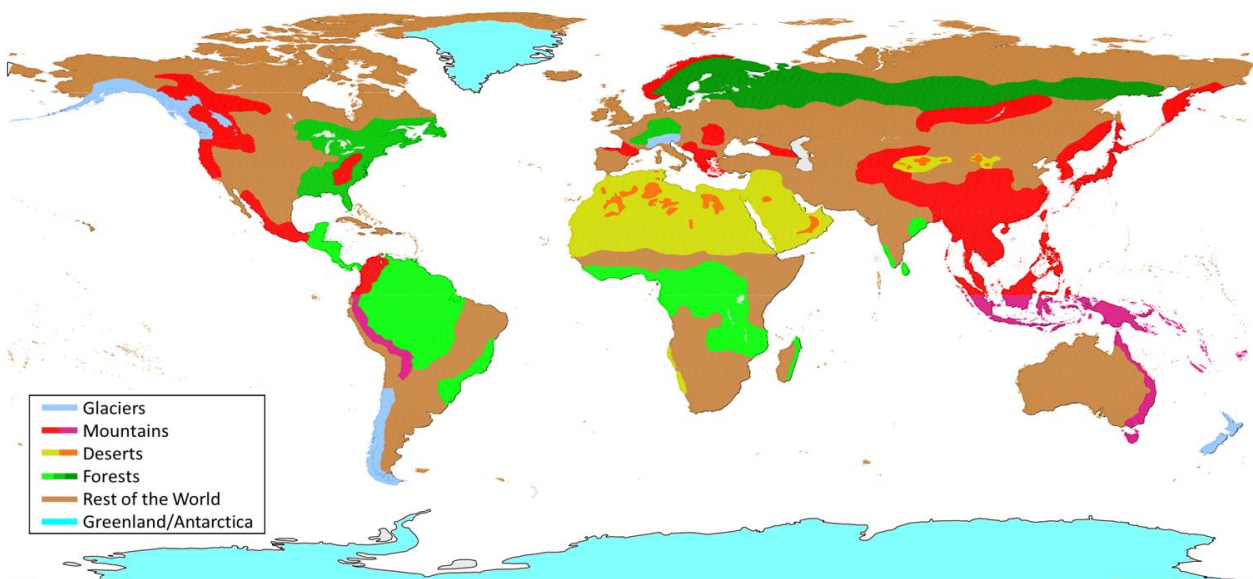 Glaciers
Mountains
Deserts
Forests
Rest of the World
Greenland/Antarctica